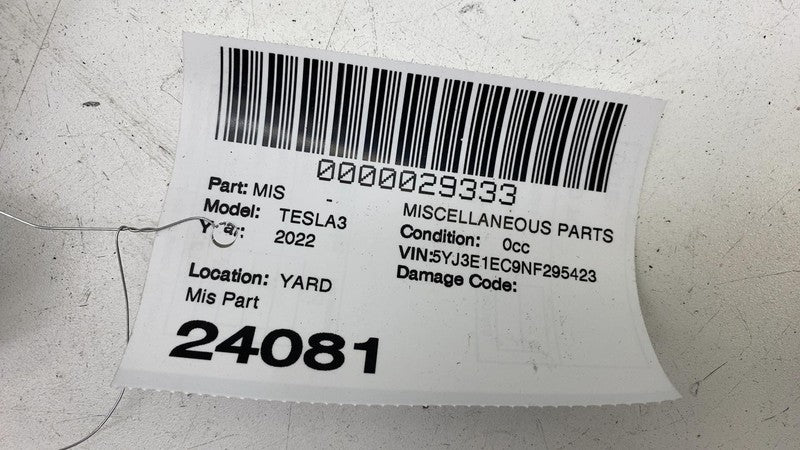 0000029333
Part: MIS -
MISCELLANEOUS PARTS
Model: TESLA3
Condition: 0cc
Year: 2022
VIN:5YJ3E1EC9NF295423
Damage Code:
Location: YARD
Mis Part
24081